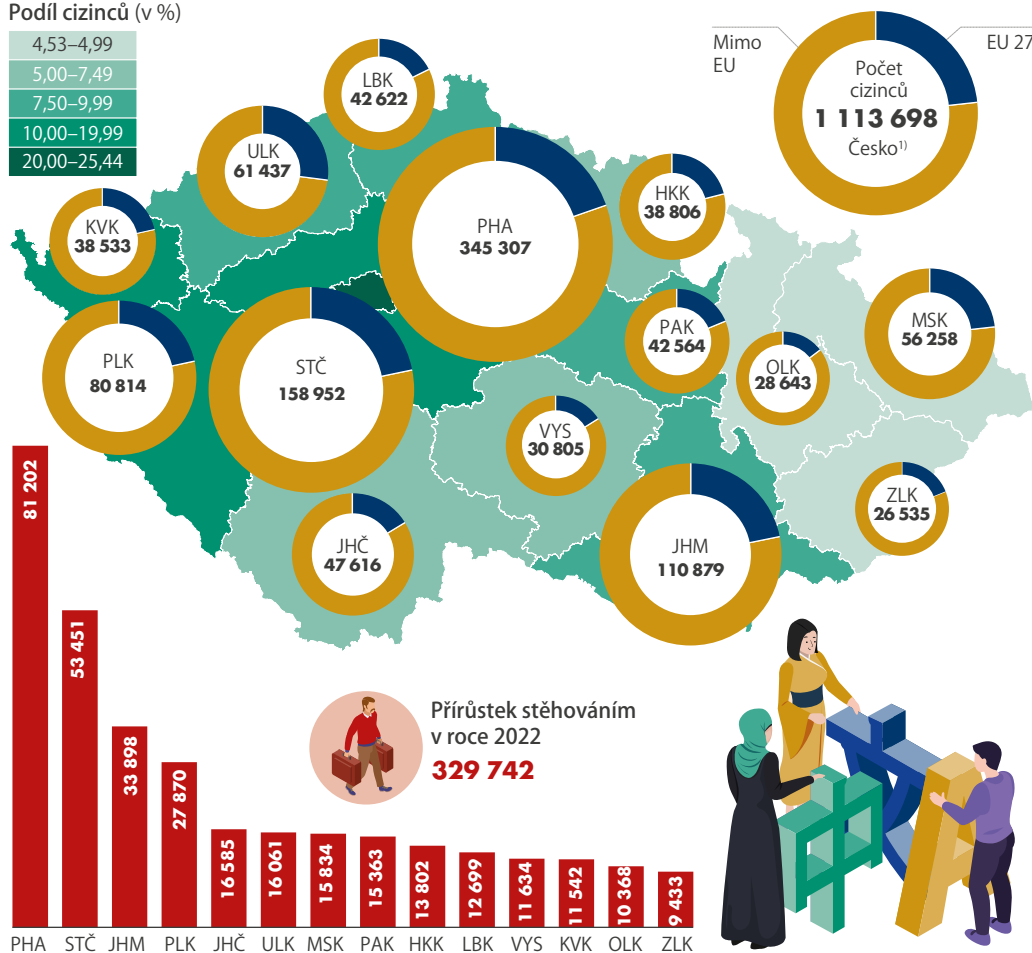 Podíl cizinců (v %)
4,53–4,99
5,00–7,49
7,50–9,99
10,00–19,99
20,00–25,44
Mimo
EU
EU 27
Počet
cizinců
1 113 698
Česko¹⁾
LBK
42 622
ULK
61 437
KVK
38 533
PHA
345 307
HKK
38 806
PLK
80 814
STČ
158 952
PAK
42 564
OLK
28 643
MSK
56 258
VYS
30 805
ZLK
26 535
JHČ
47 616
JHM
110 879
Přírůstek stěhováním
v roce 2022
329 742
81 202
53 451
33 898
27 870
16 585
16 061
15 834
15 363
13 802
12 699
11 634
11 542
10 368
9 433
PHA STČ JHM PLK JHČ ULK MSK PAK HKK LBK VYS KVK OLK ZLK